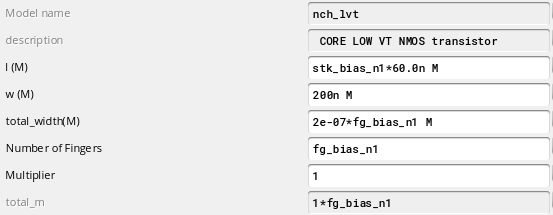 Model name nch_lvt
description CORE LOW VT NMOS transistor
l (M) stk_bias_n1*60.0n M
w (M) 200n M
total_width(M) 2e-07*fg_bias_n1 M
Number of Fingers fg_bias_n1
Multiplier 1
total_m 1*fg_bias_n1